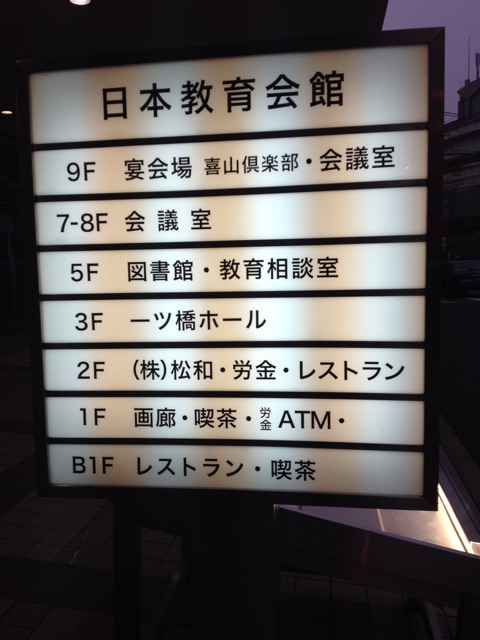 日本教育会館
9F 宴会場 喜山倶楽部・会議室
7-8F 会議室
5F 図書館・教育相談室
3F 一ツ橋ホール
2F (株)松和・労金・レストラン
1F 画廊・喫茶・労金 ATM・
B1F レストラン・喫茶